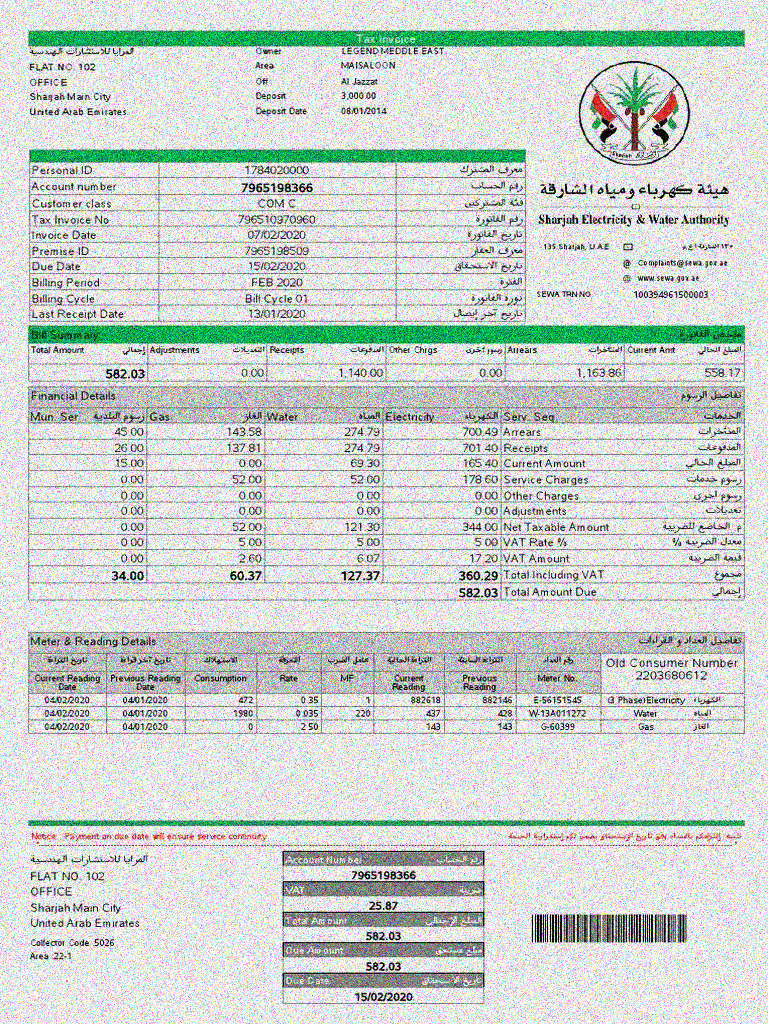 Tax Invoice
المرايا للاستشارات الهندسية
FLAT NO. 102
OFFICE
Sharjah Main City
United Arab Emirates
Owner : LEGEND MEDDLE EAST
Area : MAISALOON
Off : Al Jazzat
Deposit : 3,000.00
Deposit Date : 08/01/2014
هيئة كهرباء ومياه الشارقة
Sharjah Electricity & Water Authority
135 Sharjah, U.A.E
@ Complaints@sewa.gov.ae
@ www.sewa.gov.ae
SEWA TRN NO 100394961500003
Personal ID 1784020000 معرف المشترك
Account number 7965198366 رقم الحساب
Customer class COM C فئة المشتركين
Tax Invoice No 796510970960 رقم الفاتورة
Invoice Date 07/02/2020 تاريخ الفاتورة
Premise ID 7965198509 معرف العقار
Due Date 15/02/2020 تاريخ الاستحقاق
Billing Period FEB 2020 الفترة
Billing Cycle Bill Cycle 01 دورة الفاتورة
Last Receipt Date 13/01/2020 تاريخ آخر إيصال
Bill Summary ملخص الفاتورة
Total Amount إجمالي Adjustments التعديلات Receipts المدفوعات Other Chrgs رسوم أخرى Arrears المتأخرات Current Amt المبلغ الحالي
582.03 0.00 1,140.00 0.00 1,163.86 558.17
Financial Details تفاصيل الرسوم
Mun. Ser رسوم البلدية Gas الغاز Water المياه Electricity الكهرباء Serv. Seq. الخدمات
45.00 143.58 274.79 700.49 Arrears المتأخرات
26.00 137.81 274.79 701.40 Receipts المدفوعات
15.00 0.00 69.30 165.40 Current Amount المبلغ الحالي
0.00 52.00 52.00 178.60 Service Charges رسوم خدمات
0.00 0.00 0.00 0.00 Other Charges رسوم اخرى
0.00 0.00 0.00 0.00 Adjustments تعديلات
0.00 52.00 121.30 344.00 Net Taxable Amount م. الخاضع للضريبة
0.00 5.00 5.00 5.00 VAT Rate % معدل الضريبة %
0.00 2.60 6.07 17.20 VAT Amount قيمة الضريبة
34.00 60.37 127.37 360.29 Total Including VAT مجموع
582.03 Total Amount Due إجمالي
Meter & Reading Details تفاصيل العداد و القراءات
تاريخ القراءة تاريخ آخر قراءة الاستهلاك التعرفة معامل الضرب القراءة الحالية القراءة السابقة رقم العداد
Current Reading Date Previous Reading Date Consumption Rate MF Current Reading Previous Reading Meter No. Old Consumer Number 2203680612
04/02/2020 04/01/2020 472 0.35 1 882618 882146 E-56151545 (3 Phase)Electricity الكهرباء
04/02/2020 04/01/2020 1980 0.035 220 437 428 W-13A011272 Water المياه
04/02/2020 04/01/2020 0 2.50 143 143 G-60399 Gas الغاز
Notice : Payment on due date will ensure service continuity
المرايا للاستشارات الهندسية
FLAT NO. 102
OFFICE
Sharjah Main City
United Arab Emirates
Collector Code :5026
Area :22-1
Account Number رقم الحساب
7965198366
VAT ضريبة
25.87
Total Amount المبلغ الإجمالي
582.03
Due Amount مبلغ مستحق
582.03
Due Date تاريخ الاستحقاق
15/02/2020